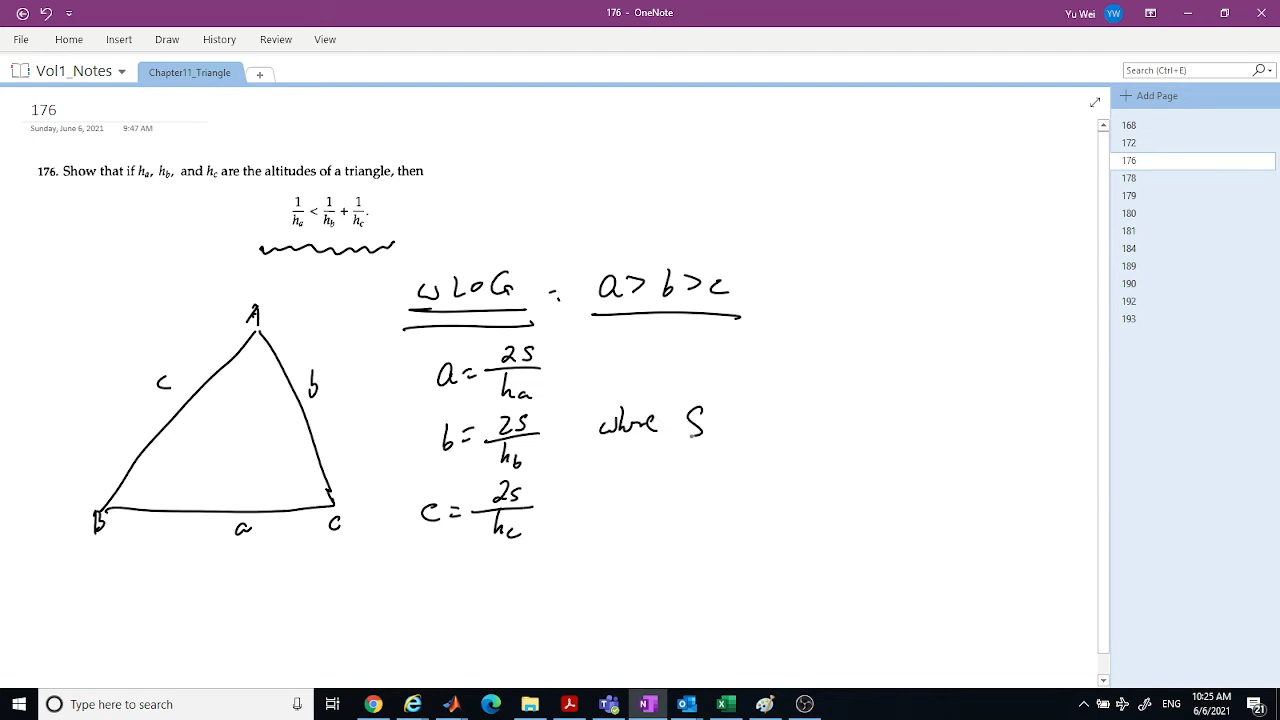 176 - OneNote
Yu Wei YW
File Home Insert Draw History Review View
Vol1_Notes Chapter11_Triangle
Search (Ctrl+E)
176
Sunday, June 6, 2021 9:47 AM
176. Show that if hₐ, h_b, and h_c are the altitudes of a triangle, then
1/hₐ < 1/h_b + 1/h_c.
WLOG : a > b > c
a = 2S/hₐ
b = 2S/h_b where S
c = 2S/h_c
A
c b
B a C
Add Page
168
172
176
178
179
180
181
184
189
190
192
193
Type here to search
ENG
10:25 AM
6/6/2021
21